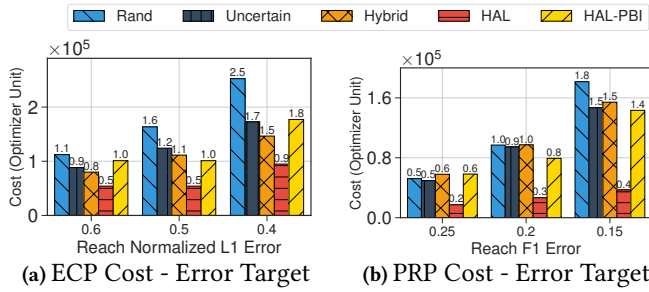 Rand Uncertain Hybrid HAL HAL-PBI
×10⁵
Cost (Optimizer Unit)
2
1
0
1.1 0.9 0.8 0.5 1.0
1.6 1.2 1.1 0.5 1.0
2.5 1.7 1.5 0.9 1.8
0.6 0.5 0.4
Reach Normalized L1 Error
(a) ECP Cost - Error Target
×10⁵
Cost (Optimizer Unit)
1.6
0.8
0.0
0.5 0.5 0.6 0.2 0.6
1.0 0.9 1.0 0.3 0.8
1.8 1.5 1.5 0.4 1.4
0.25 0.2 0.15
Reach F1 Error
(b) PRP Cost - Error Target